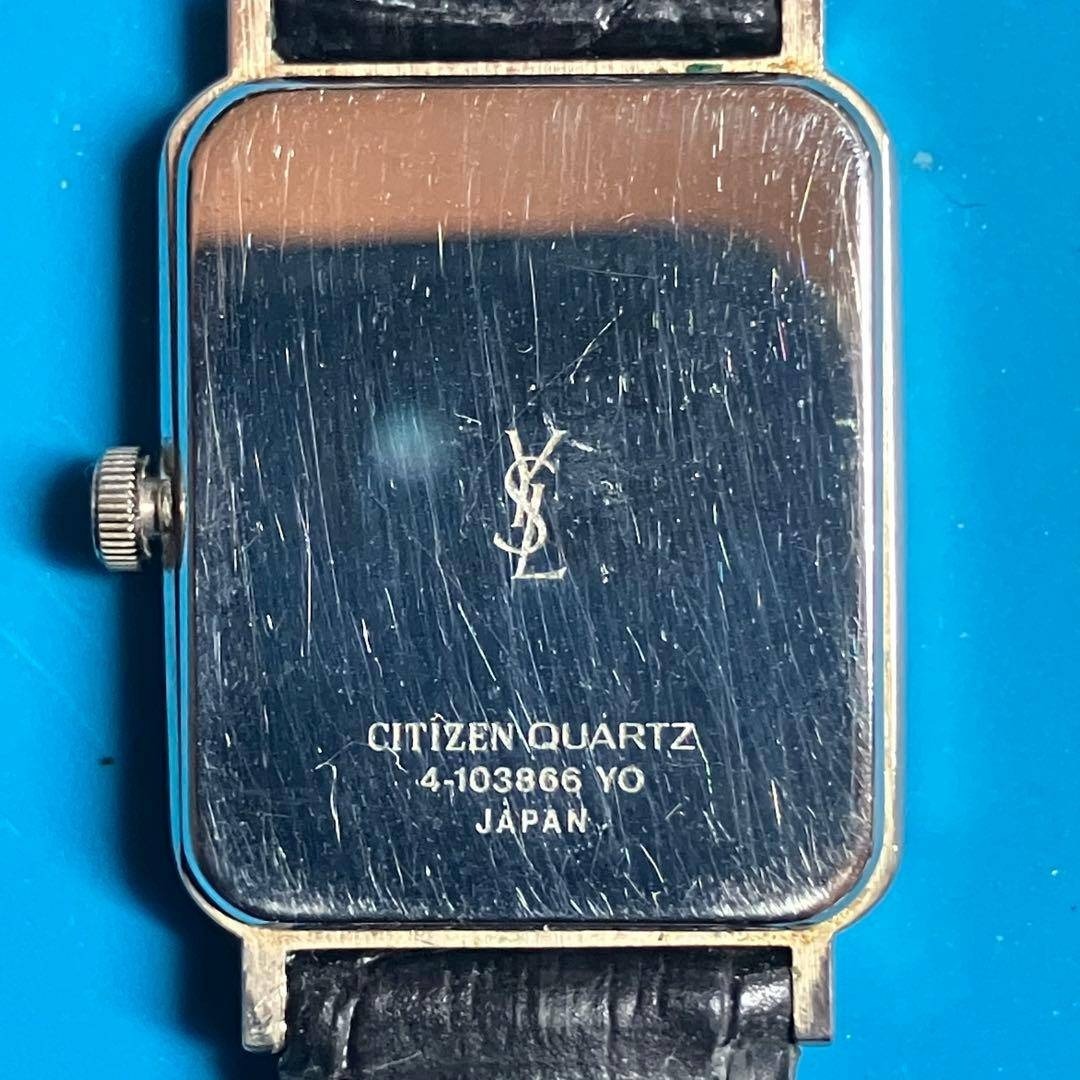 YSL
CITIZEN QUARTZ
4-103866 YO
JAPAN